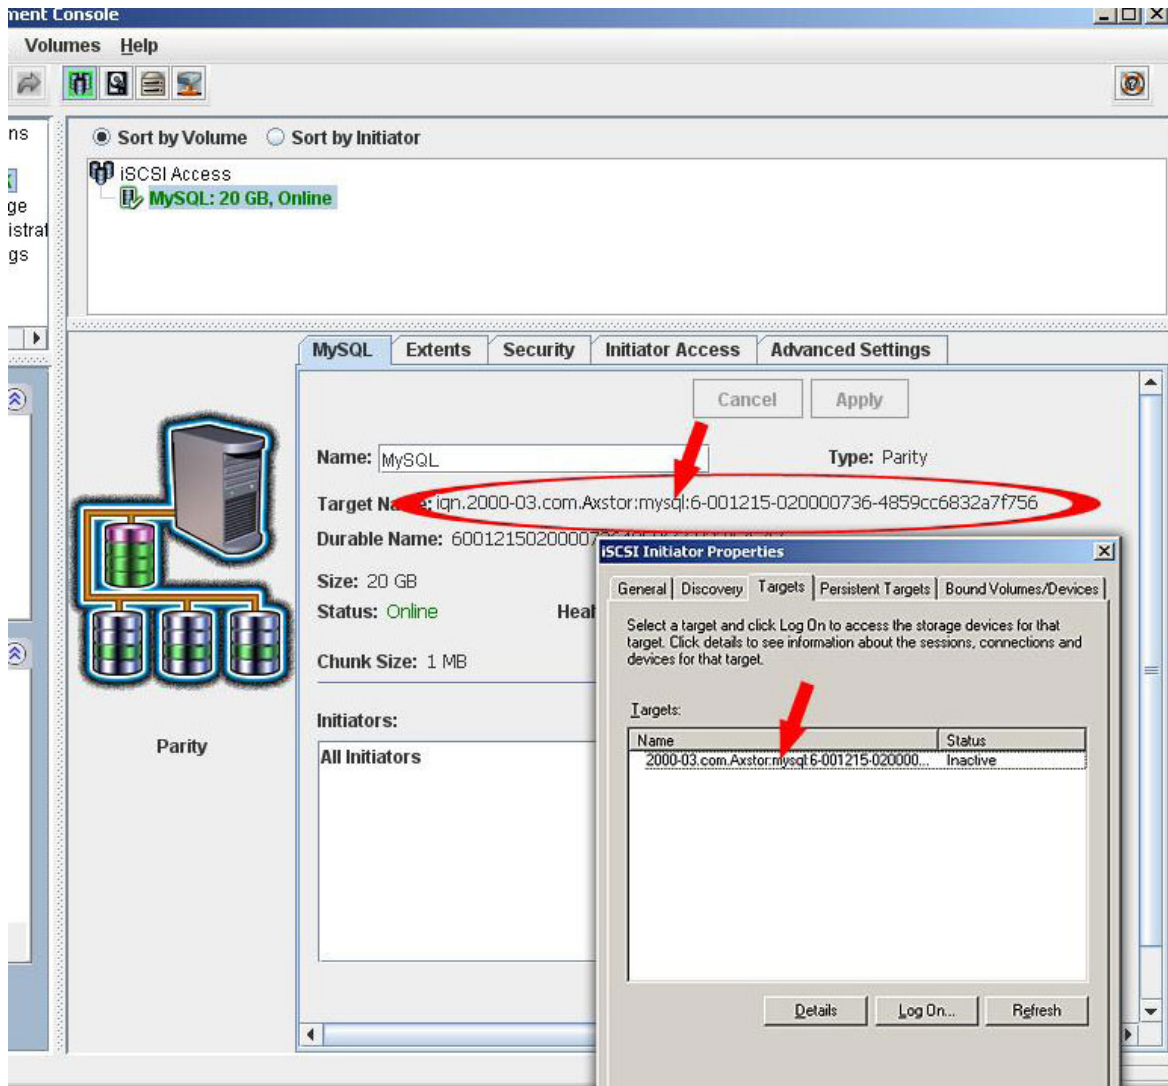 ment Console
Volumes Help
ns
ge
istrat
gs
Sort by Volume Sort by Initiator
iSCSI Access
MySQL: 20 GB, Online
MySQL Extents Security Initiator Access Advanced Settings
Cancel Apply
Name: MySQL Type: Parity
Target Name: iqn.2000-03.com.Axstor:mysql:6-001215-020000736-4859cc6832a7f756
Durable Name:
Size: 20 GB
Status: Online Heal
Chunk Size: 1 MB
Initiators:
All Initiators
Parity
iSCSI Initiator Properties
General Discovery Targets Persistent Targets Bound Volumes/Devices
Select a target and click Log On to access the storage devices for that
target. Click details to see information about the sessions, connections and
devices for that target.
Targets:
Name Status
2000-03.com.Axstor:mysql:6-001215-020000... Inactive
Details Log On... Refresh